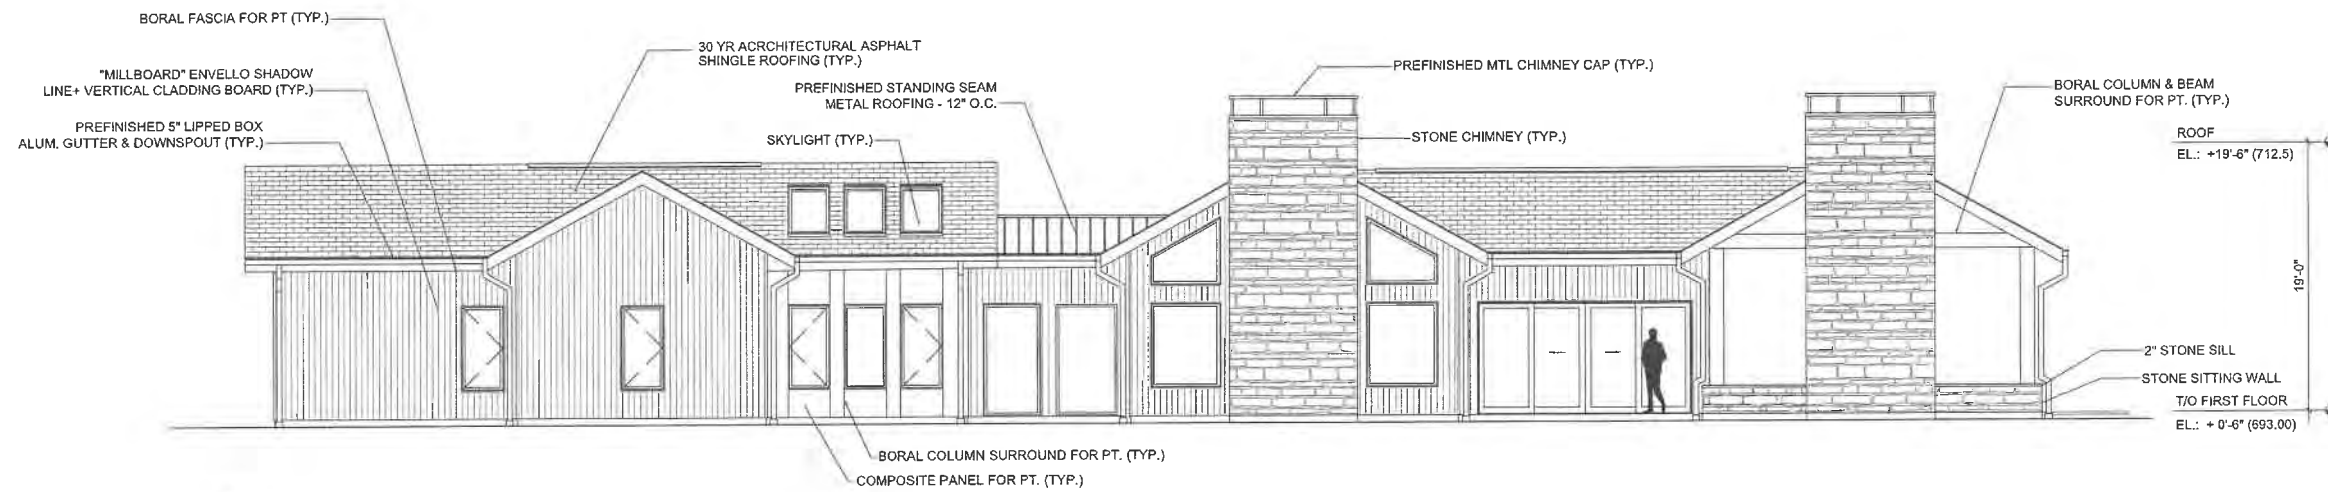 BORAL FASCIA FOR PT (TYP.)
"MILLBOARD" ENVELLO SHADOW
LINE+ VERTICAL CLADDING BOARD (TYP.)
PREFINISHED 5" LIPPED BOX
ALUM. GUTTER & DOWNSPOUT (TYP.)
30 YR ACRCHITECTURAL ASPHALT
SHINGLE ROOFING (TYP.)
PREFINISHED STANDING SEAM
METAL ROOFING - 12" O.C.
SKYLIGHT (TYP.)
PREFINISHED MTL CHIMNEY CAP (TYP.)
STONE CHIMNEY (TYP.)
BORAL COLUMN & BEAM
SURROUND FOR PT. (TYP.)
ROOF
EL.: +19'-6" (712.5)
19'-0"
2" STONE SILL
STONE SITTING WALL
T/O FIRST FLOOR
EL.: + 0'-6" (693.00)
BORAL COLUMN SURROUND FOR PT. (TYP.)
COMPOSITE PANEL FOR PT. (TYP.)